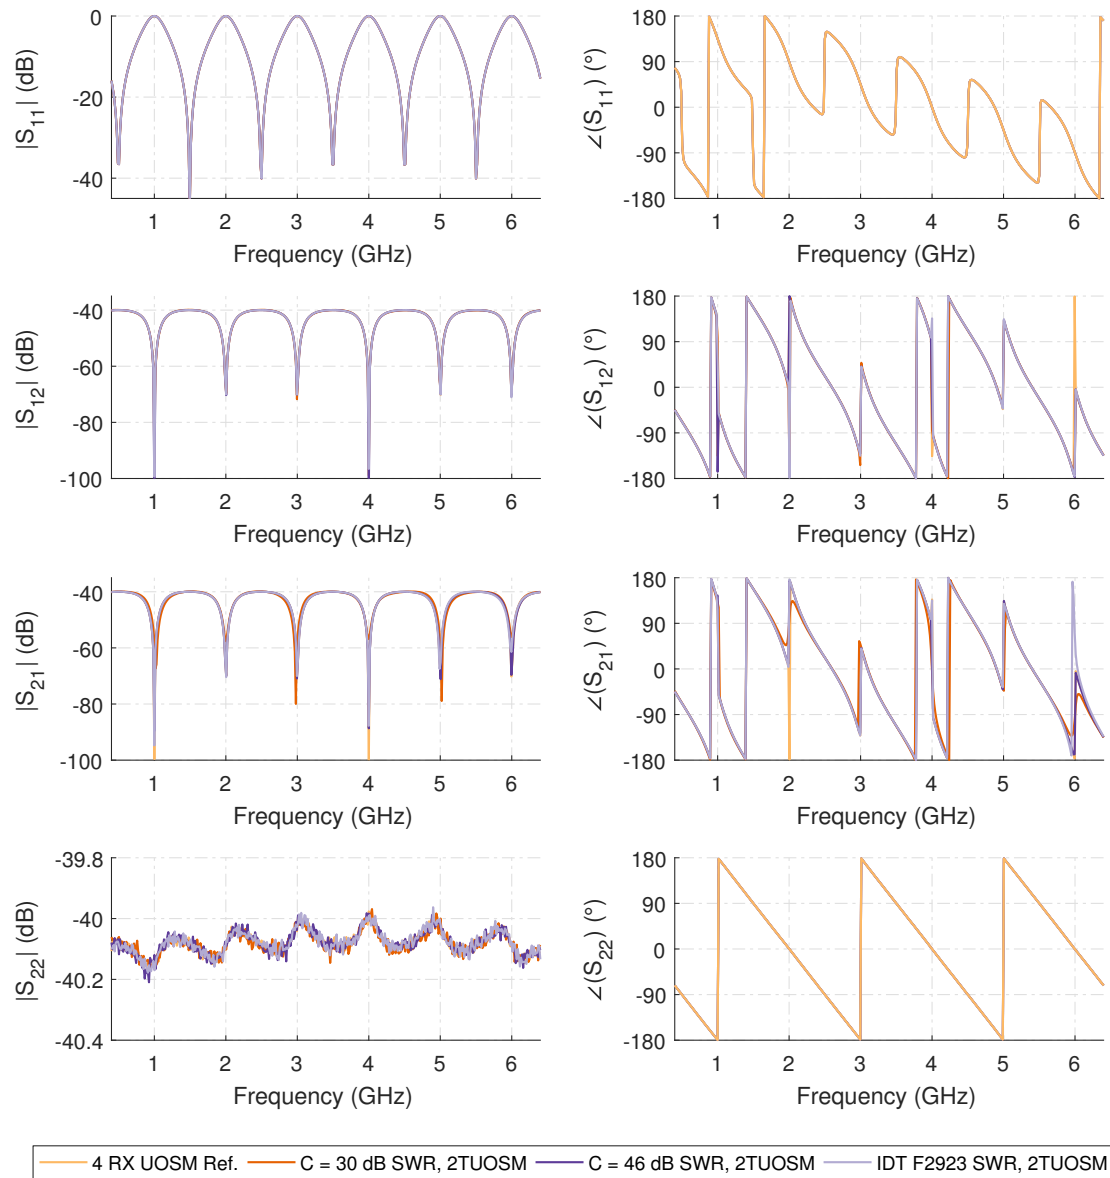 |S11| (dB)
0
-20
-40
1 2 3 4 5 6
Frequency (GHz)
∠(S11) (°)
180
90
0
-90
-180
1 2 3 4 5 6
Frequency (GHz)
|S12| (dB)
-40
-60
-80
-100
1 2 3 4 5 6
Frequency (GHz)
∠(S12) (°)
180
90
0
-90
-180
1 2 3 4 5 6
Frequency (GHz)
|S21| (dB)
-40
-60
-80
-100
1 2 3 4 5 6
Frequency (GHz)
∠(S21) (°)
180
90
0
-90
-180
1 2 3 4 5 6
Frequency (GHz)
|S22| (dB)
-39.8
-40
-40.2
-40.4
1 2 3 4 5 6
Frequency (GHz)
∠(S22) (°)
180
90
0
-90
-180
1 2 3 4 5 6
Frequency (GHz)
4 RX UOSM Ref. C = 30 dB SWR, 2TUOSM C = 46 dB SWR, 2TUOSM IDT F2923 SWR, 2TUOSM